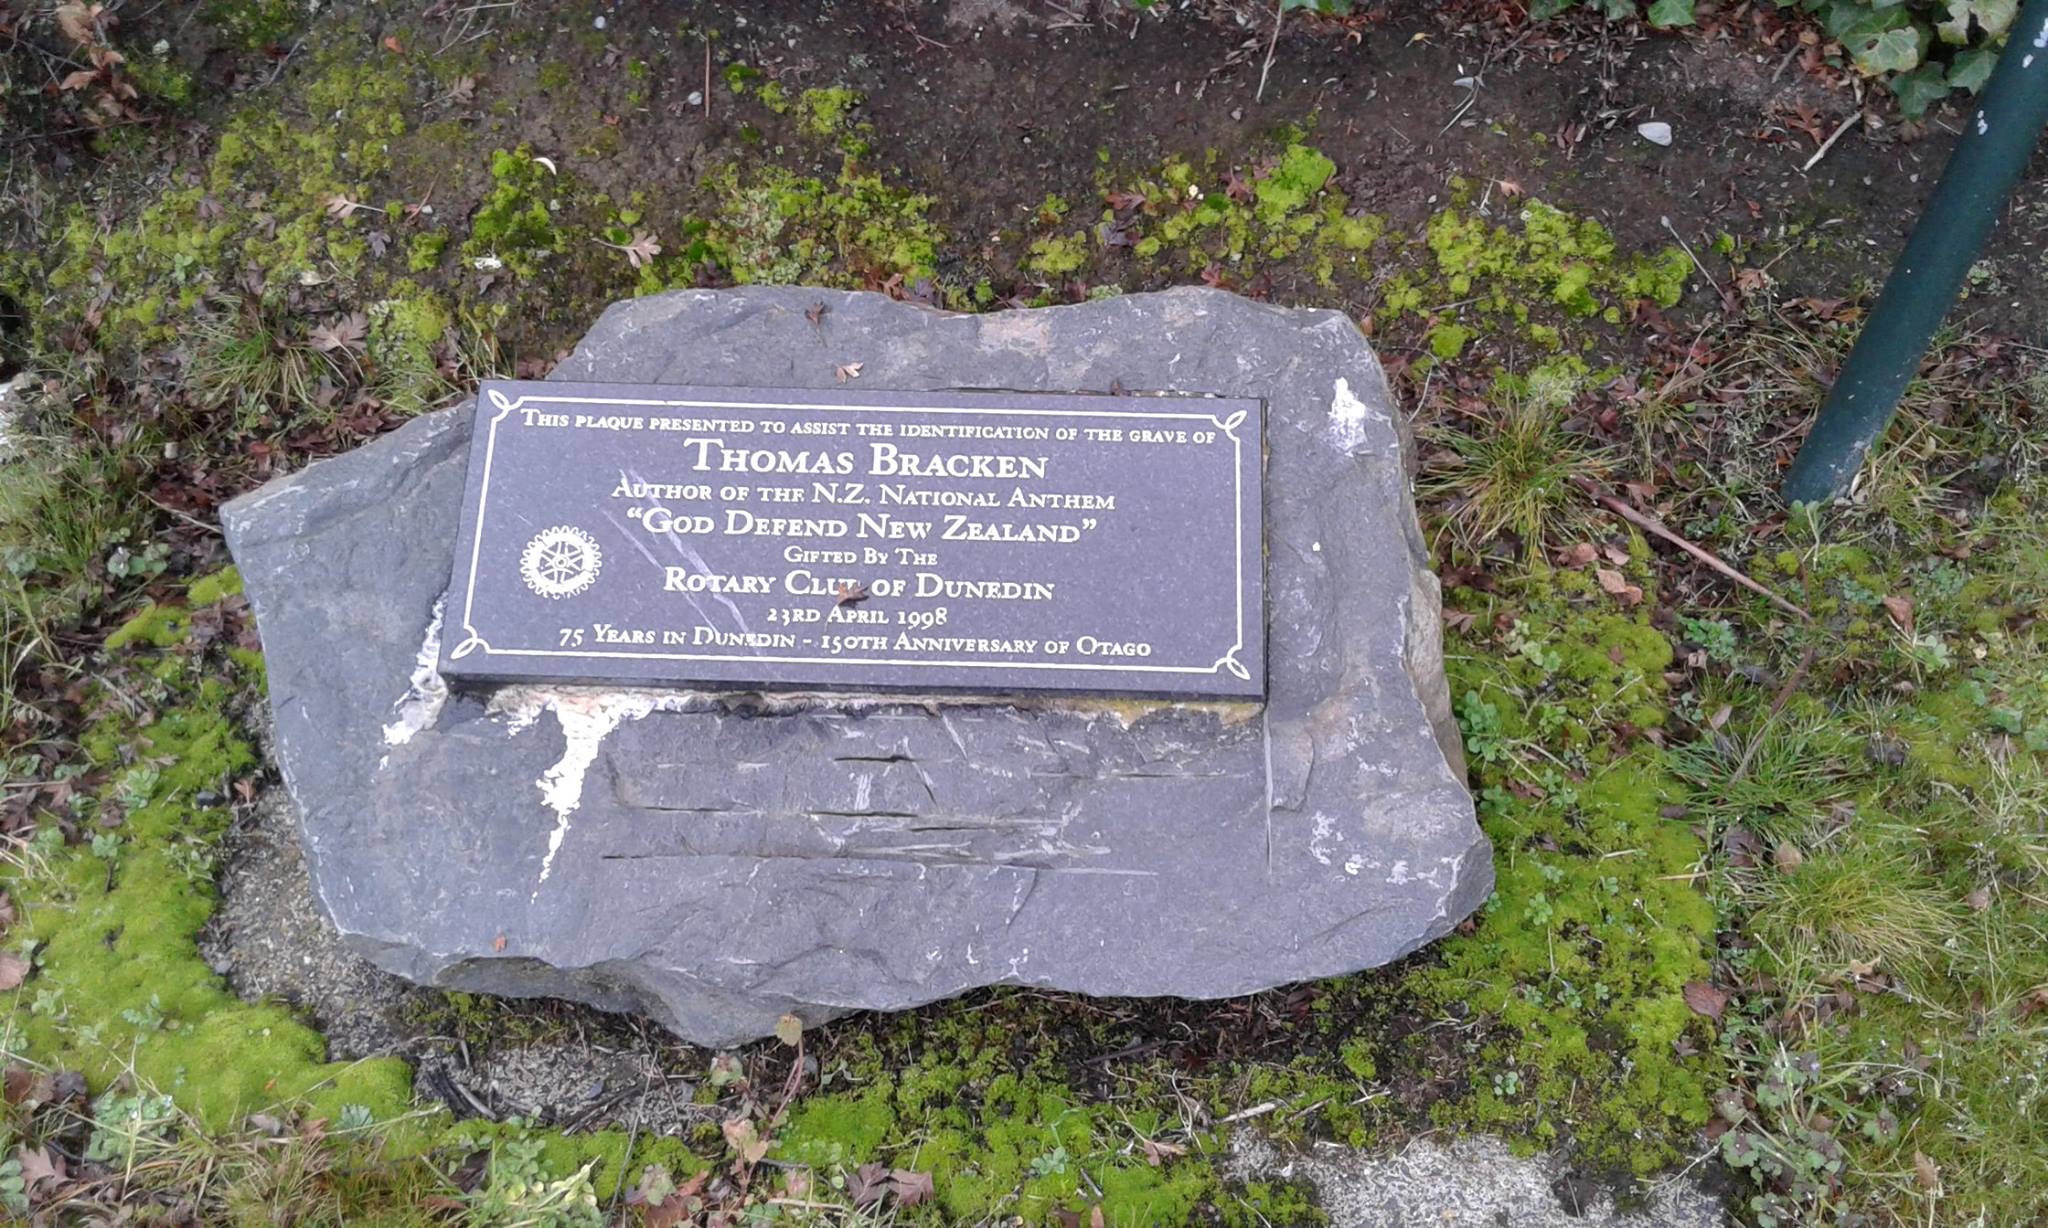 This plaque presented to assist the identification of the grave of
Thomas Bracken
Author of the N.Z. National Anthem
"God Defend New Zealand"
Gifted By The
Rotary Club of Dunedin
23rd April 1998
75 Years in Dunedin - 150th Anniversary of Otago